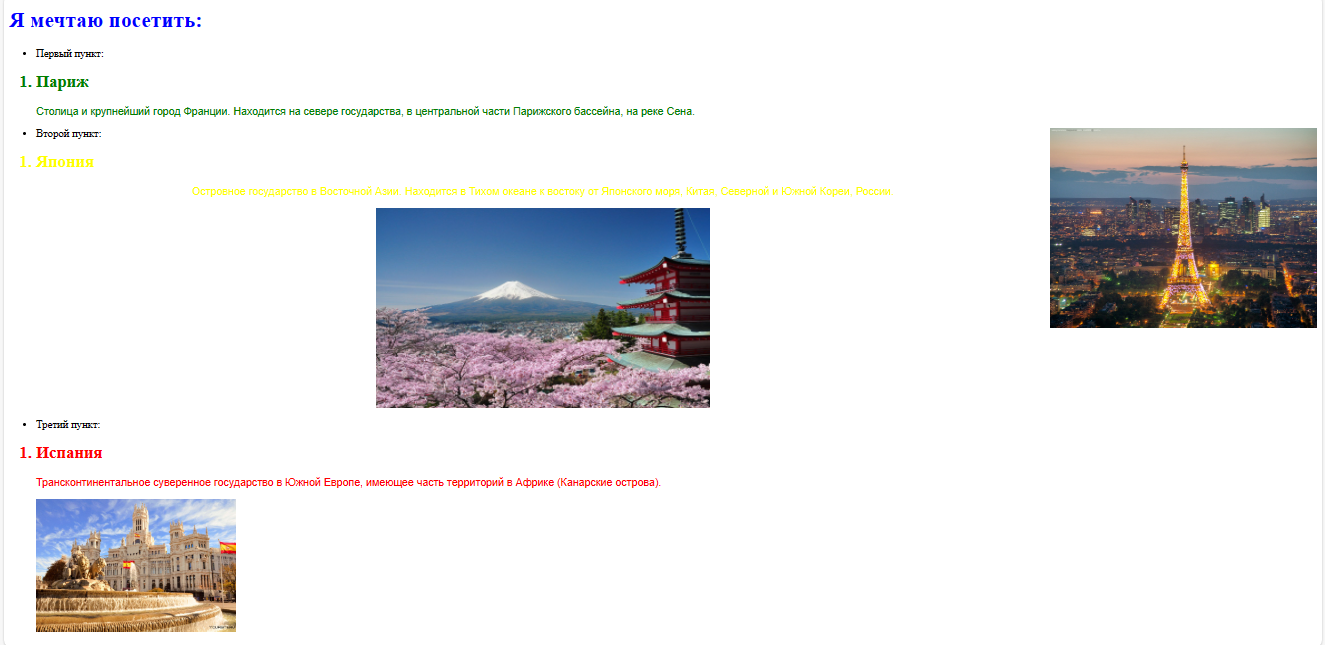 Я мечтаю посетить:
• Первый пункт:
1. Париж
Столица и крупнейший город Франции. Находится на севере государства, в центральной части Парижского бассейна, на реке Сена.
• Второй пункт:
1. Япония
Островное государство в Восточной Азии. Находится в Тихом океане к востоку от Японского моря, Китая, Северной и Южной Кореи, России.
• Третий пункт:
1. Испания
Трансконтинентальное суверенное государство в Южной Европе, имеющее часть территорий в Африке (Канарские острова).